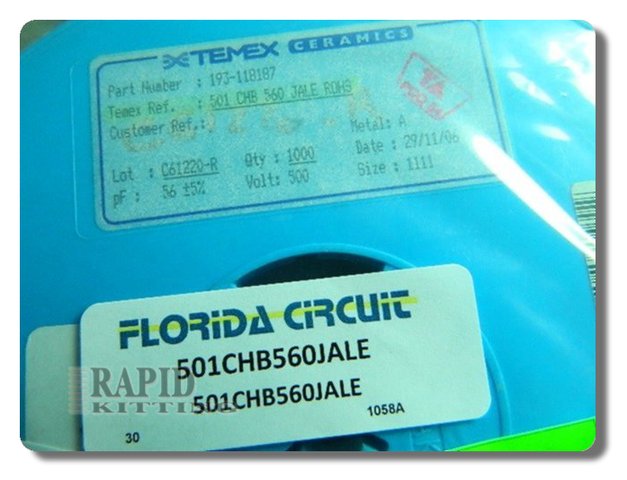 TEMEX CERAMICS
Part Number : 193-118187
Temex Ref. : 501 CHB 560 JALE ROHS
Customer Ref.:
Metal: A
Lot : C61220-R Qty : 1000 Date : 29/11/06
pF : 56 ±5% Volt: 500 Size : 1111
TA
FLORIDA CIRCUIT
501CHB560JALE
501CHB560JALE
RAPID
KITTING
30 1058A